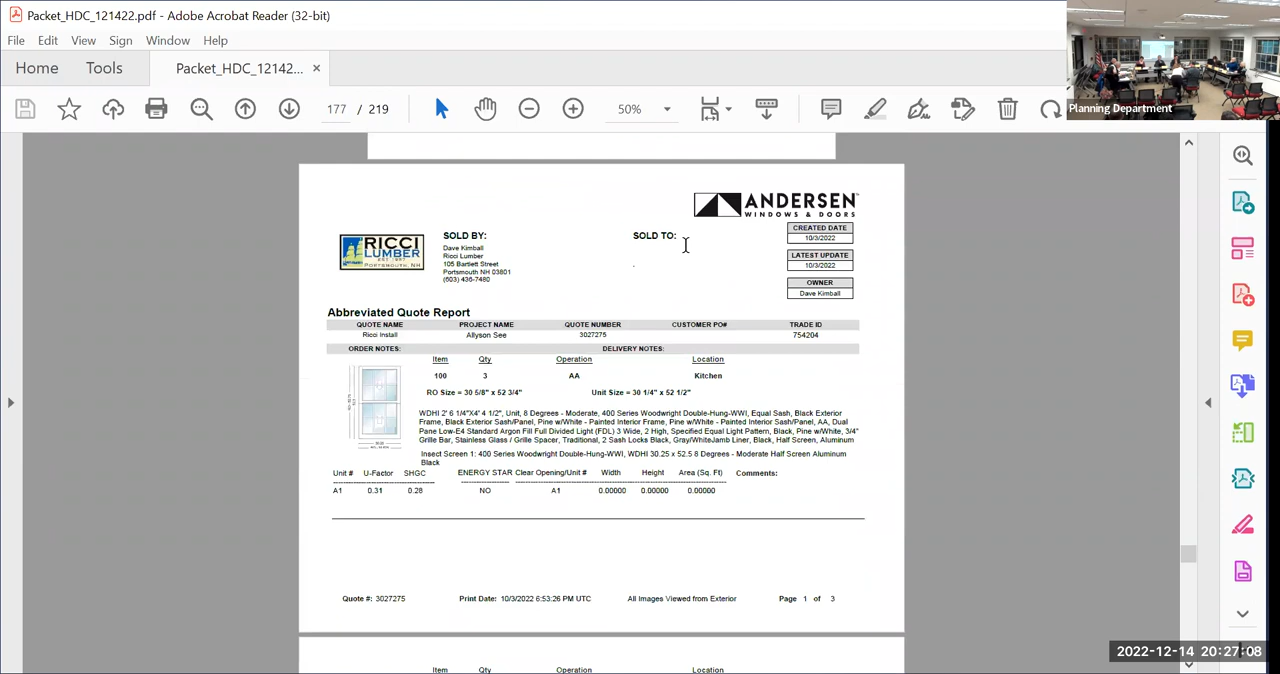 Packet_HDC_121422.pdf - Adobe Acrobat Reader (32-bit)
File Edit View Sign Window Help
Home Tools Packet_HDC_12142... ×
177 / 219 50%
Planning Department
ANDERSEN
WINDOWS & DOORS
RICCI
LUMBER
PORTSMOUTH, NH
SOLD BY:
Dave Kimball
Ricci Lumber
105 Bartlett Street
Portsmouth NH 03801
(603) 436-7480
SOLD TO:
CREATED DATE
10/3/2022
LATEST UPDATE
10/3/2022
OWNER
Dave Kimball
Abbreviated Quote Report
QUOTE NAME PROJECT NAME QUOTE NUMBER CUSTOMER PO# TRADE ID
Ricci Install Allyson See 3027275 754204
ORDER NOTES: DELIVERY NOTES:
Item Qty Operation Location
100 3 AA Kitchen
RO Size = 30 5/8" x 52 3/4" Unit Size = 30 1/4" x 52 1/2"
WDHI 2' 6 1/4"X4' 4 1/2", Unit, 8 Degrees - Moderate, 400 Series Woodwright Double-Hung-WWI, Equal Sash, Black Exterior
Frame, Black Exterior Sash/Panel, Pine w/White - Painted Interior Frame, Pine w/White - Painted Interior Sash/Panel, AA, Dual
Pane Low-E4 Standard Argon Fill Full Divided Light (FDL) 3 Wide, 2 High, Specified Equal Light Pattern, Black, Pine w/White, 3/4"
Grille Bar, Stainless Glass / Grille Spacer, Traditional, 2 Sash Locks Black, Gray/WhiteJamb Liner, Black, Half Screen, Aluminum
Insect Screen 1: 400 Series Woodwright Double-Hung-WWI, WDHI 30.25 x 52.5 8 Degrees - Moderate Half Screen Aluminum
Black
Unit # U-Factor SHGC ENERGY STAR Clear Opening/Unit # Width Height Area (Sq. Ft) Comments:
A1 0.31 0.28 NO A1 0.00000 0.00000 0.00000
Quote #: 3027275 Print Date: 10/3/2022 6:53:26 PM UTC All Images Viewed from Exterior Page 1 of 3
Item Qty Operation Location
2022-12-14 20:27:08